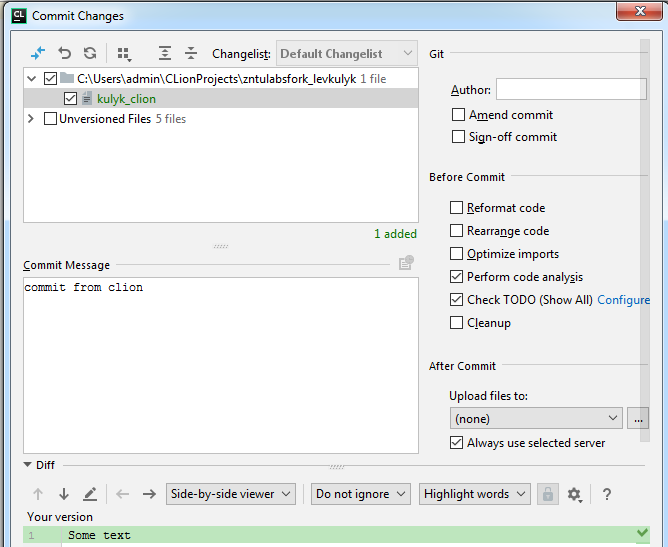 CL Commit Changes
Changelist: Default Changelist
C:\Users\admin\CLionProjects\zntulabsfork_levkulyk 1 file
kulyk_clion
Unversioned Files 5 files
1 added
Commit Message
commit from clion
Git
Author:
Amend commit
Sign-off commit
Before Commit
Reformat code
Rearrange code
Optimize imports
Perform code analysis
Check TODO (Show All) Configure
Cleanup
After Commit
Upload files to:
(none)
...
Always use selected server
Diff
Side-by-side viewer Do not ignore Highlight words ?
Your version
1 Some text